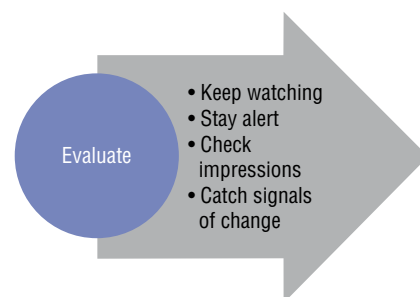 Evaluate
• Keep watching
• Stay alert
• Check
impressions
• Catch signals
of change